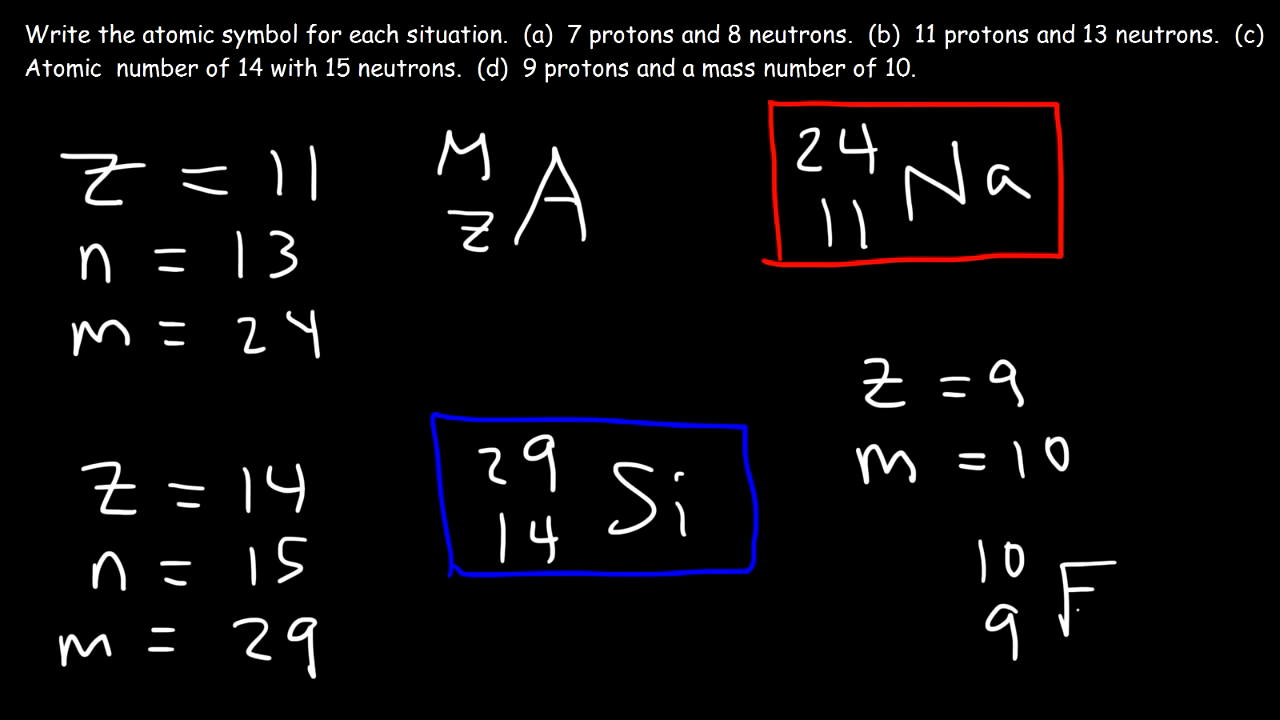 Write the atomic symbol for each situation. (a) 7 protons and 8 neutrons. (b) 11 protons and 13 neutrons. (c)
Atomic number of 14 with 15 neutrons. (d) 9 protons and a mass number of 10.
Z = 11
n = 13
m = 24
M
Z A
24
11 Na
Z = 14
n = 15
m = 29
29
14 Si
Z = 9
m = 10
10
9 F